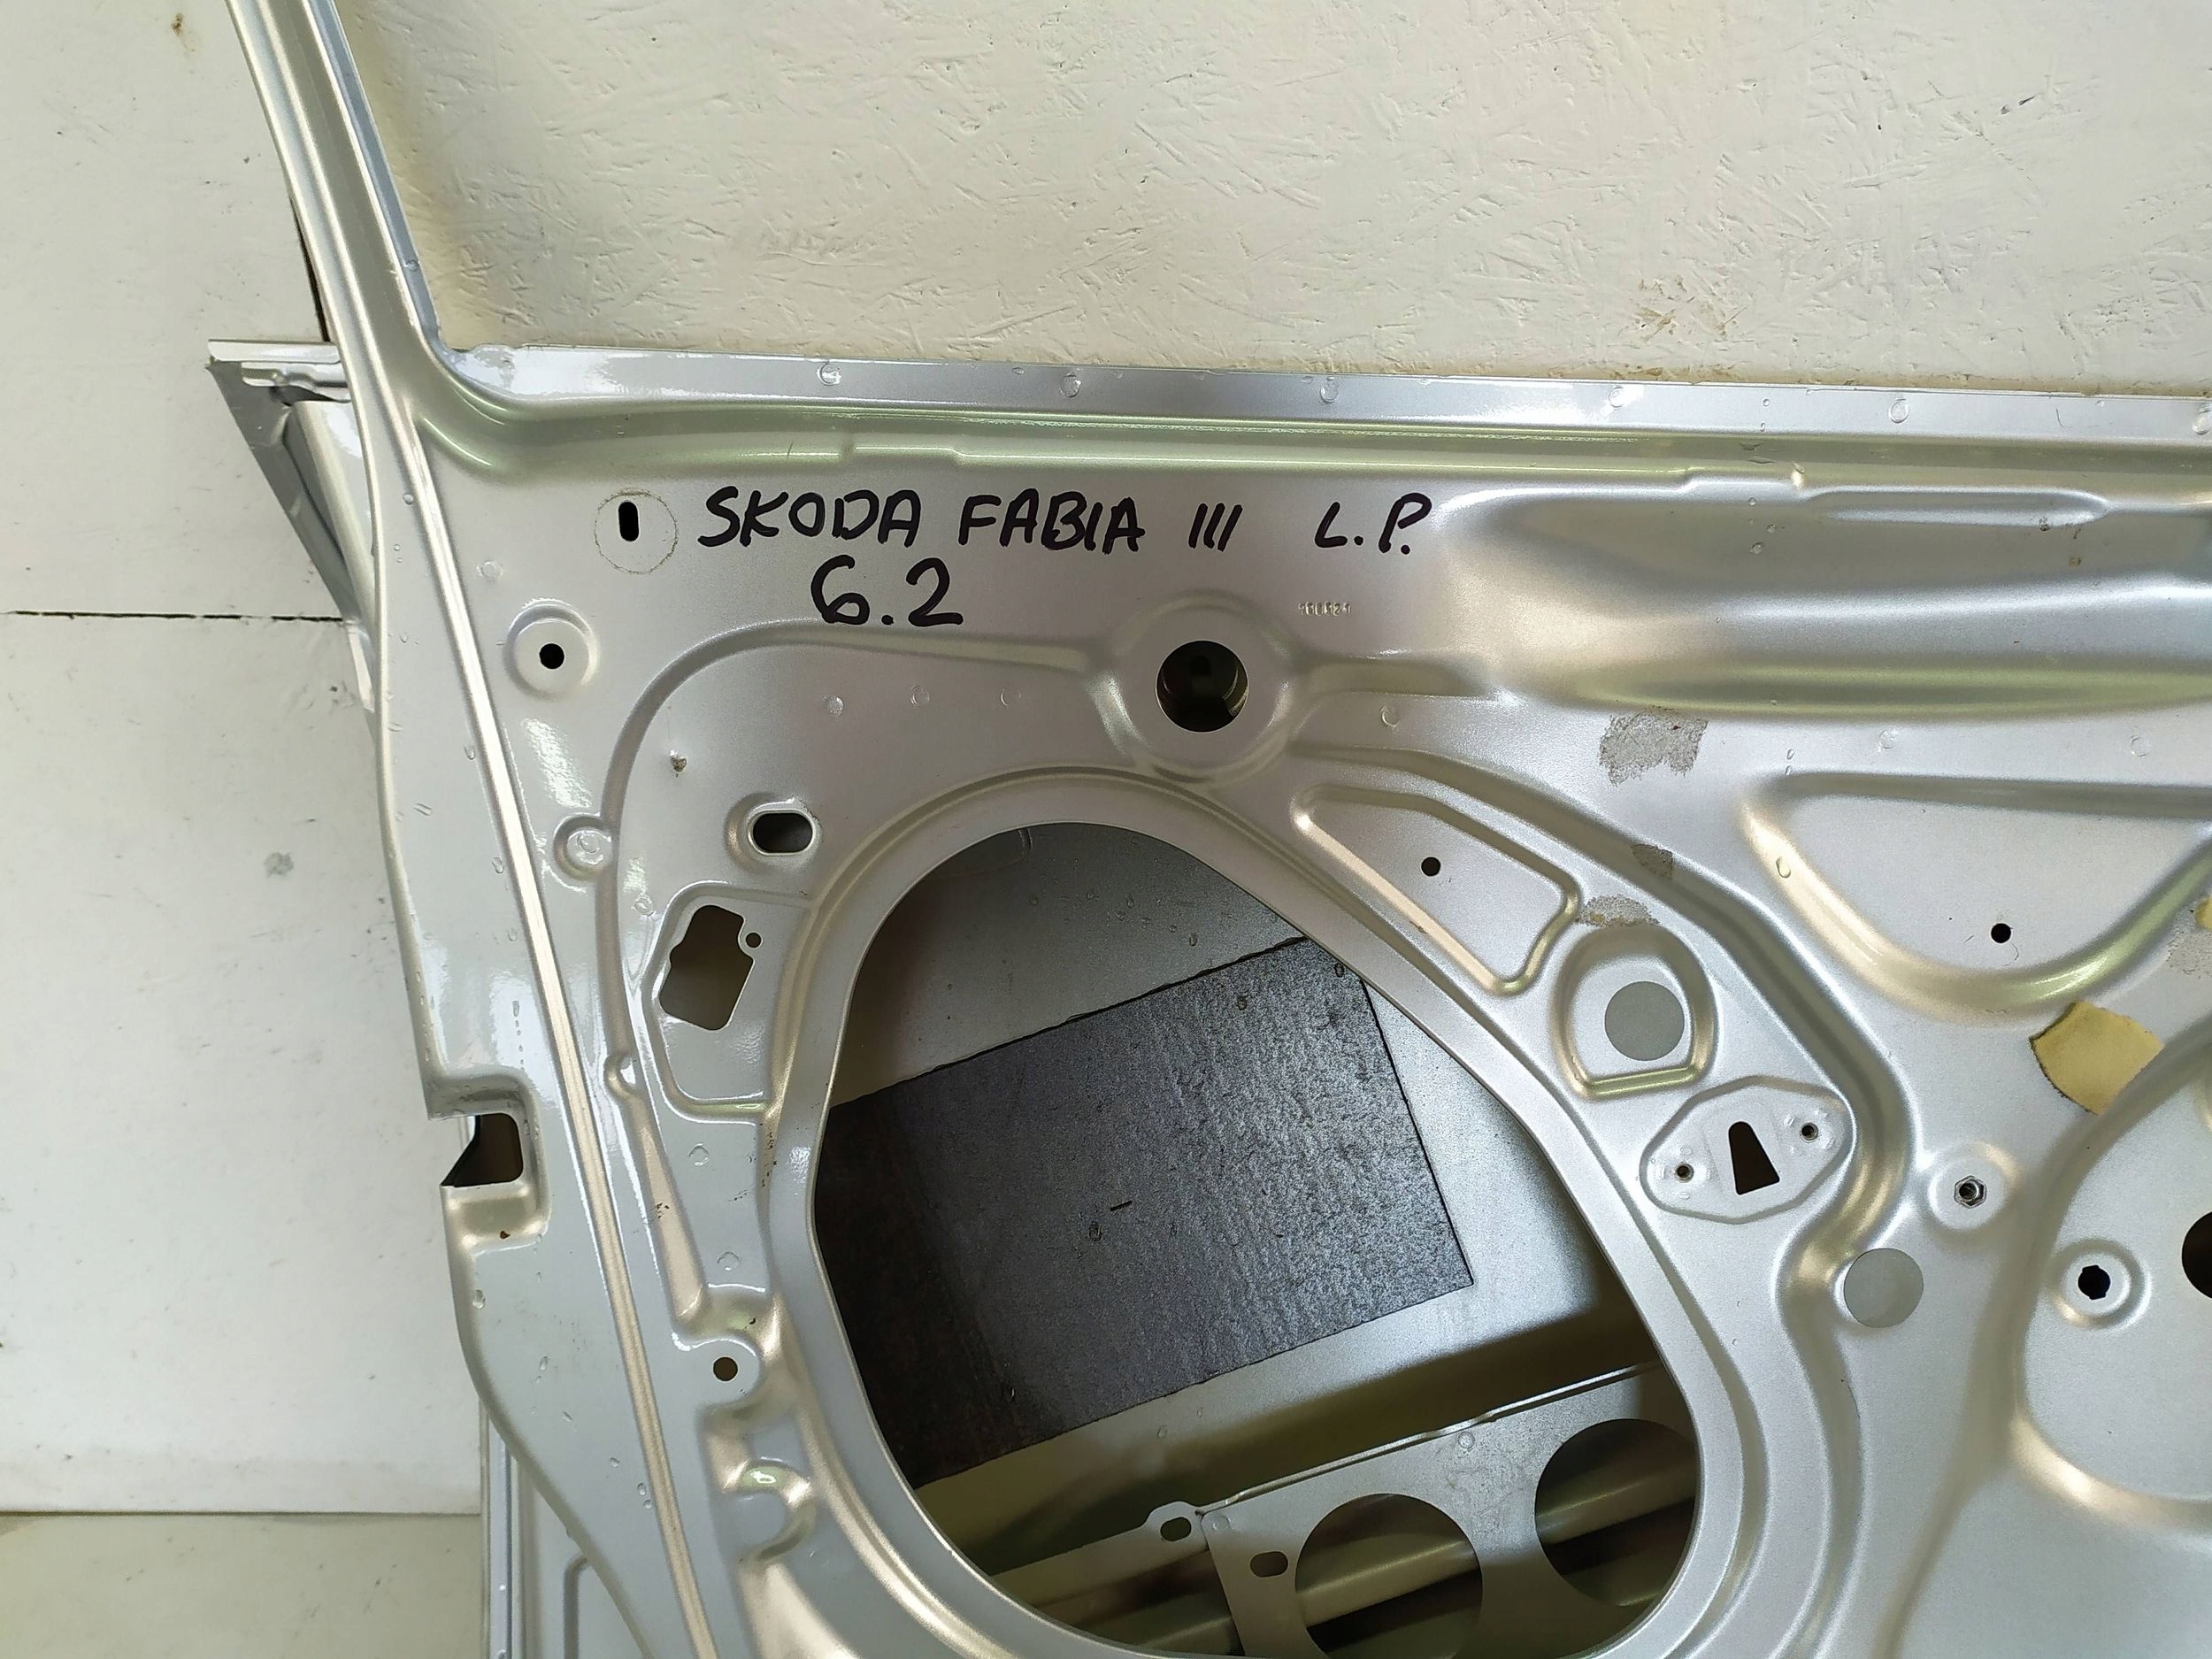 SKODA FABIA III L.P.
6.2